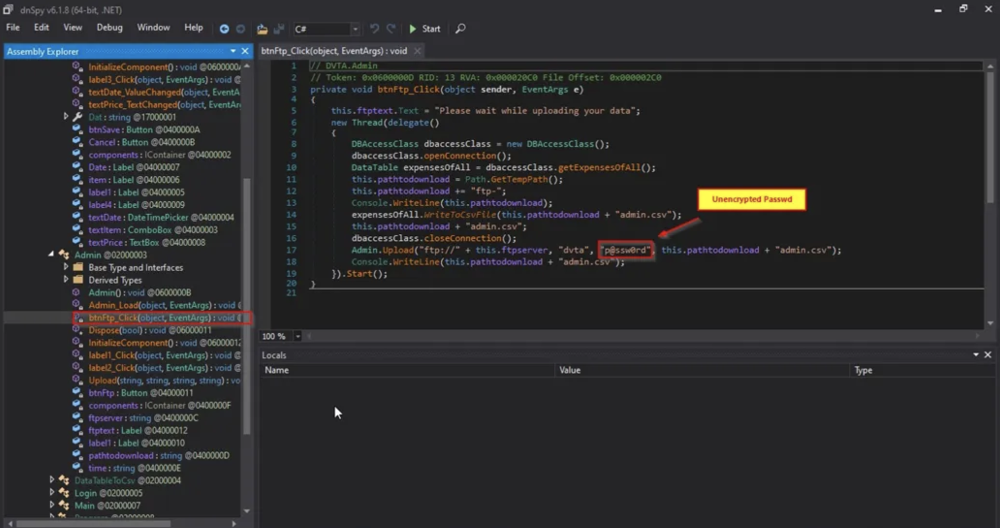 dnSpy v6.1.8 (64-bit, .NET)
File Edit View Debug Window Help C# Start
Assembly Explorer
InitializeComponent() : void @0600000
label3_Click(object, EventArgs) : void @
textDate_ValueChanged(object, EventA
textPrice_TextChanged(object, EventAr
Dat : string @17000001
btnSave : Button @0400000A
Cancel : Button @0400000B
components : IContainer @04000002
Date : Label @04000007
item : Label @04000006
label1 : Label @04000005
label4 : Label @04000009
textDate : DateTimePicker @04000004
textItem : ComboBox @04000003
textPrice : TextBox @04000008
Admin @02000003
Base Type and Interfaces
Derived Types
Admin() : void @0600000B
Admin_Load(object, EventArgs) : void @
btnFtp_Click(object, EventArgs) : void @
Dispose(bool) : void @06000011
InitializeComponent() : void @06000012
label1_Click(object, EventArgs) : void @
label2_Click(object, EventArgs) : void @
Upload(string, string, string, string) : vo
btnFtp : Button @04000011
components : IContainer @0400000F
ftpserver : string @0400000C
ftptext : Label @04000012
label1 : Label @04000010
pathtodownload : string @0400000D
time : string @0400000E
DataTableToCsv @02000004
Login @02000005
Main @02000007
btnFtp_Click(object, EventArgs) : void
1 // DVTA.Admin
2 // Token: 0x0600000D RID: 13 RVA: 0x000020C0 File Offset: 0x000002C0
3 private void btnFtp_Click(object sender, EventArgs e)
4 {
5 this.ftptext.Text = "Please wait while uploading your data";
6 new Thread(delegate()
7 {
8 DBAccessClass dbaccessClass = new DBAccessClass();
9 dbaccessClass.openConnection();
10 DataTable expensesOfAll = dbaccessClass.getExpensesOfAll();
11 this.pathtodownload = Path.GetTempPath();
12 this.pathtodownload += "ftp-";
13 Console.WriteLine(this.pathtodownload);
14 expensesOfAll.WriteToCsvFile(this.pathtodownload + "admin.csv");
15 this.pathtodownload + "admin.csv";
16 dbaccessClass.closeConnection();
17 Admin.Upload("ftp://" + this.ftpserver, "dvta", "p@ssw0rd", this.pathtodownload + "admin.csv");
18 Console.WriteLine(this.pathtodownload + "admin.csv");
19 }).Start();
20 }
21
Unencrypted Passwd
100 %
Locals
Name Value Type